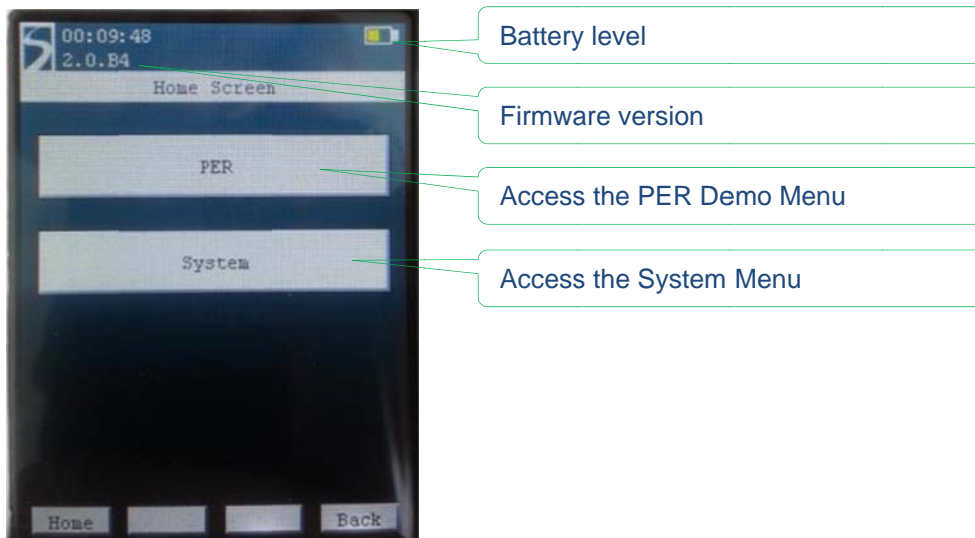 00:09:48
2.0.B4
Home Screen
PER
System
Home
Back
Battery level
Firmware version
Access the PER Demo Menu
Access the System Menu